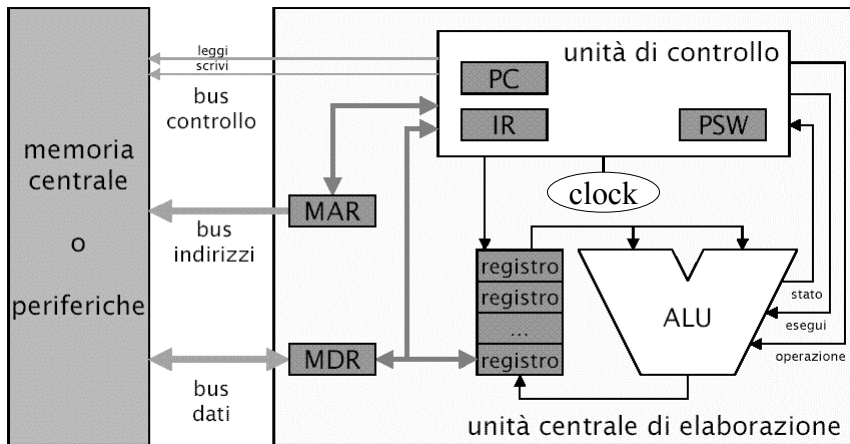 leggi
scrivi
bus
controllo
memoria
centrale
o
periferiche
bus
indirizzi
bus
dati
MAR
MDR
unità di controllo
PC
IR
PSW
clock
registro
registro
...
registro
ALU
stato
esegui
operazione
unità centrale di elaborazione